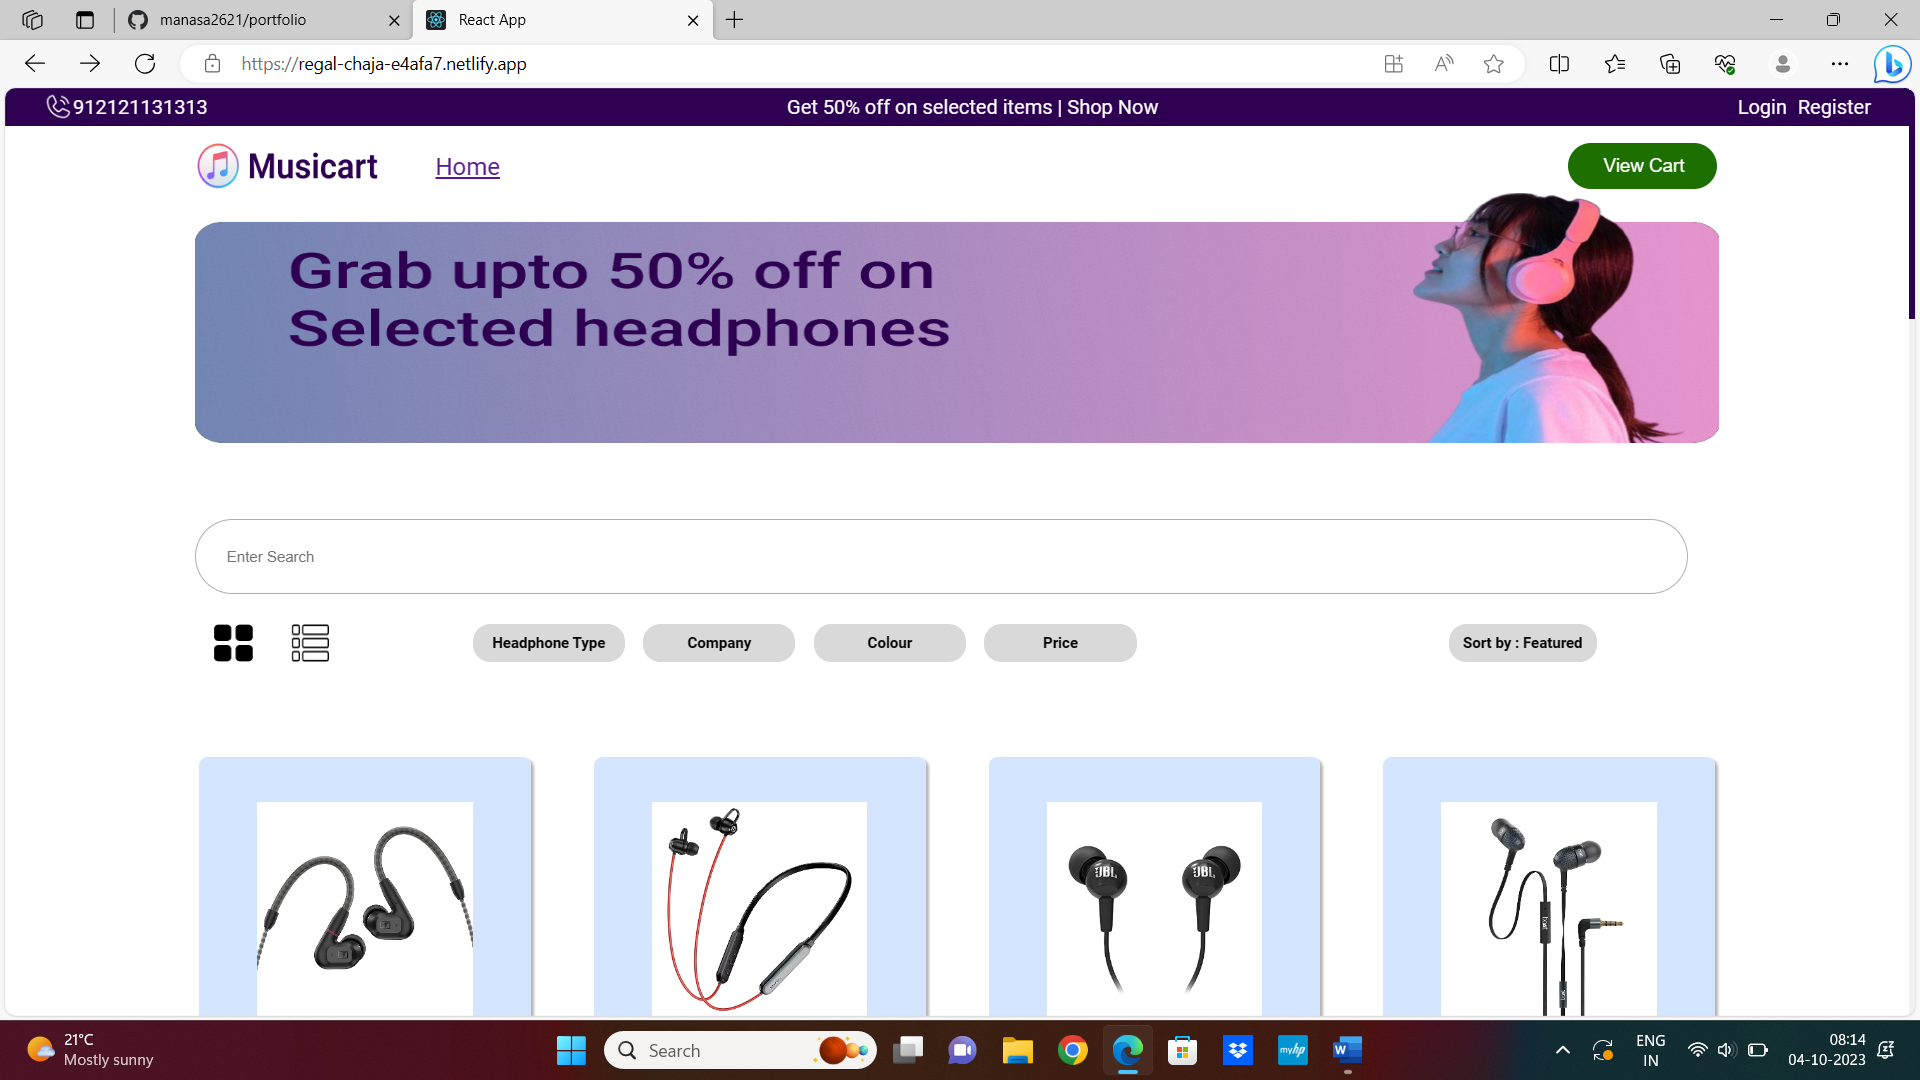 manasa2621/portfolio
React App
https://regal-chaja-e4afa7.netlify.app
912121131313
Get 50% off on selected items | Shop Now
Login Register
Musicart
Home
View Cart
Grab upto 50% off on
Selected headphones
Enter Search
Headphone Type
Company
Colour
Price
Sort by : Featured
JBL
JBL
boat
21°C
Mostly sunny
Search
myhp
W
ENG
IN
08:14
04-10-2023